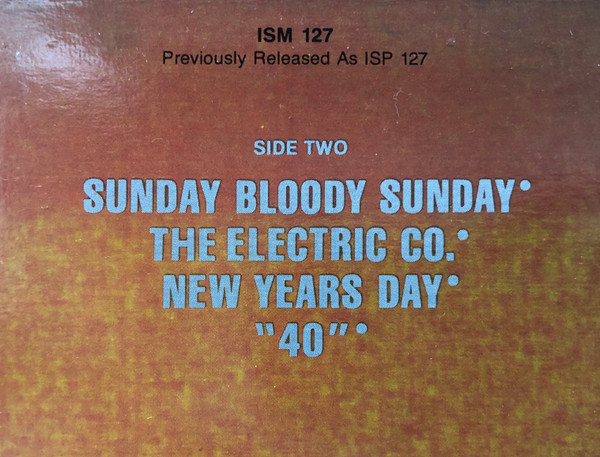 ISM 127
Previously Released As ISP 127
SIDE TWO
SUNDAY BLOODY SUNDAY•
THE ELECTRIC CO.•
NEW YEARS DAY•
"40"•